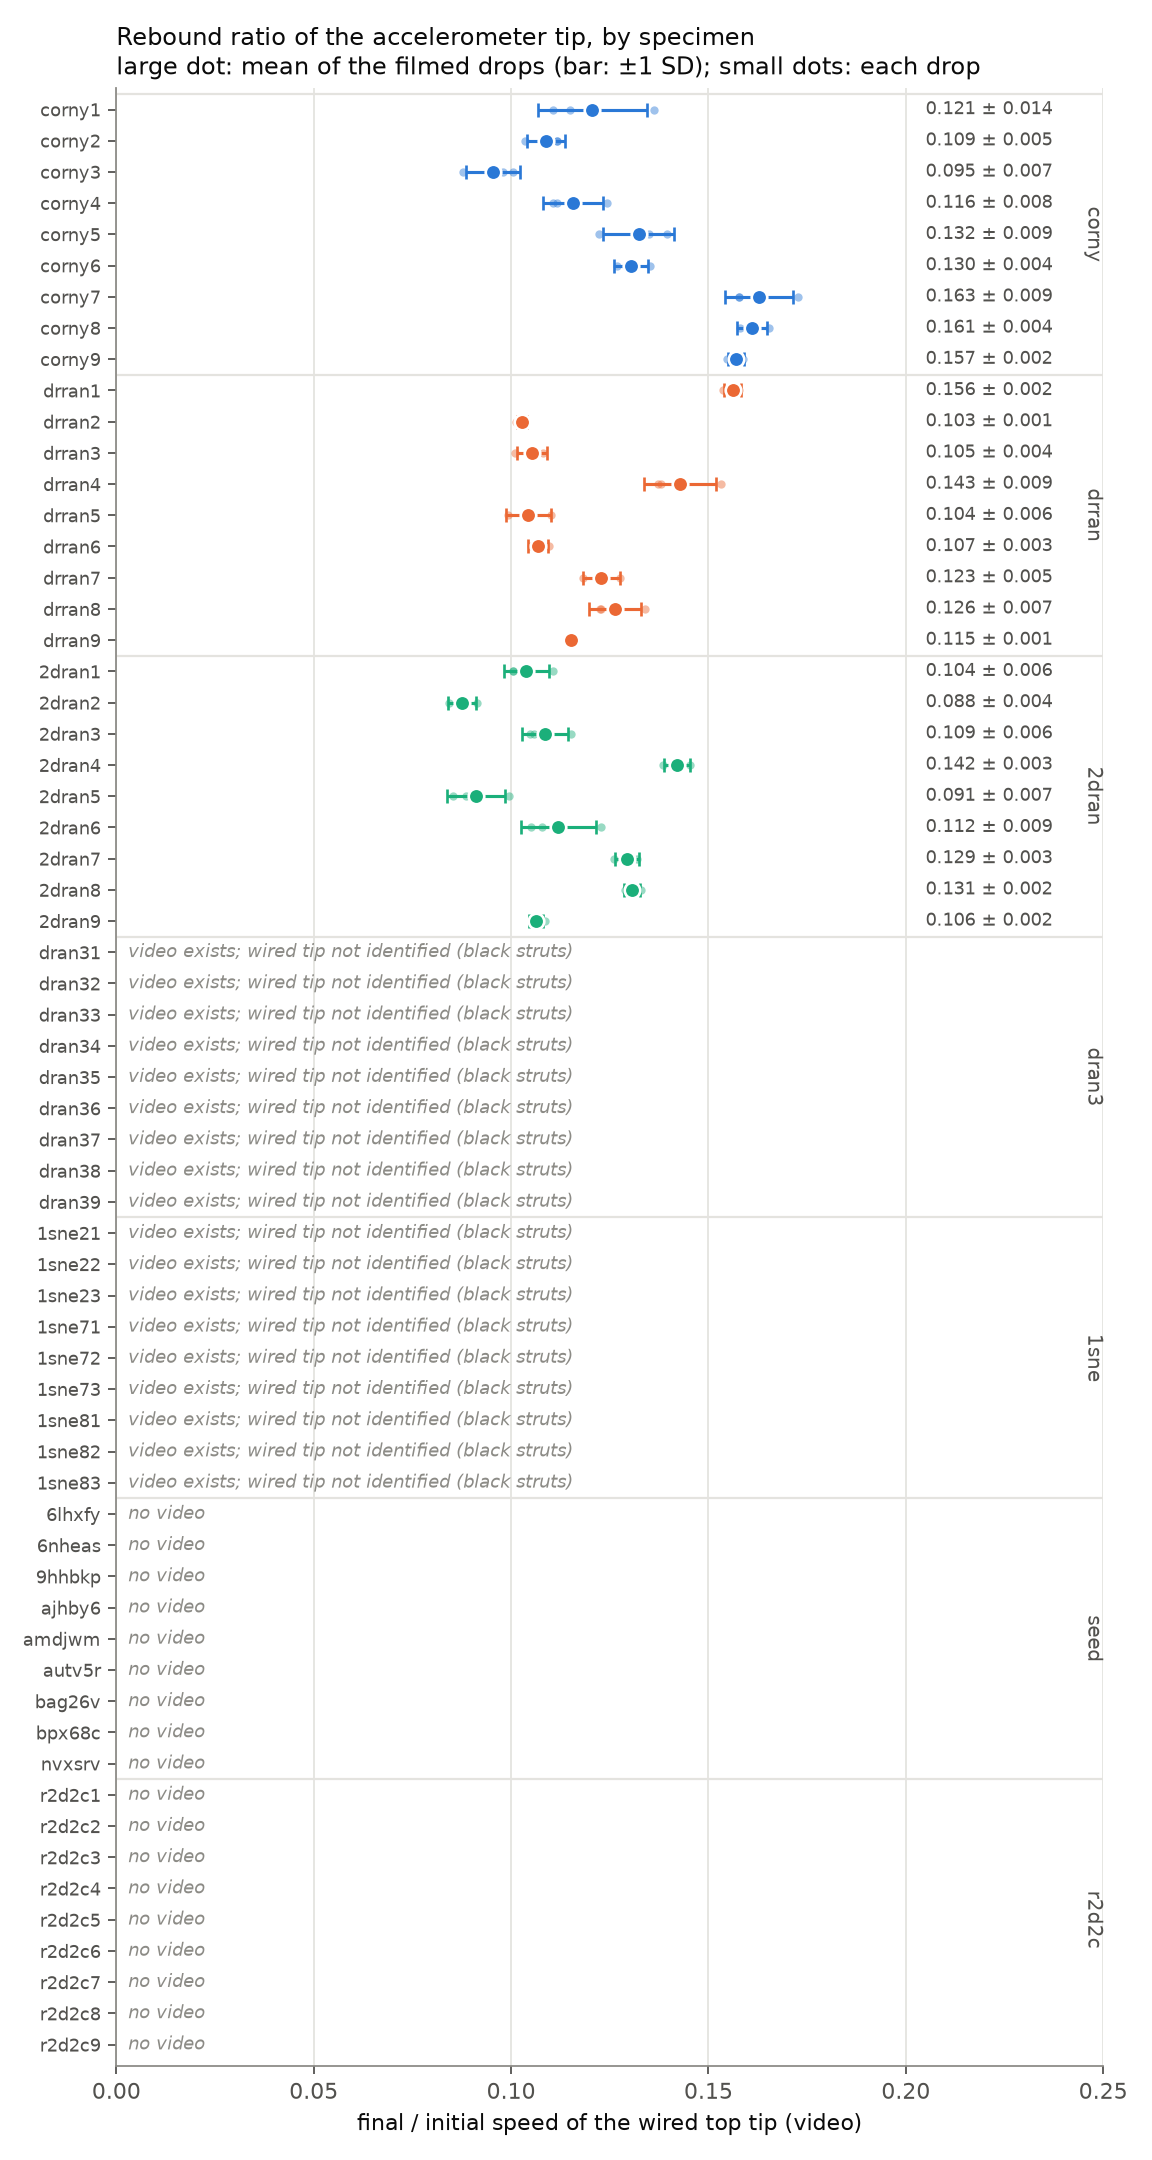 Rebound ratio of the accelerometer tip, by specimen
large dot: mean of the filmed drops (bar: ±1 SD); small dots: each drop
corny1 0.121 ± 0.014
corny2 0.109 ± 0.005
corny3 0.095 ± 0.007
corny4 0.116 ± 0.008
corny5 0.132 ± 0.009
corny6 0.130 ± 0.004
corny7 0.163 ± 0.009
corny8 0.161 ± 0.004
corny9 0.157 ± 0.002
corny
drran1 0.156 ± 0.002
drran2 0.103 ± 0.001
drran3 0.105 ± 0.004
drran4 0.143 ± 0.009
drran5 0.104 ± 0.006
drran6 0.107 ± 0.003
drran7 0.123 ± 0.005
drran8 0.126 ± 0.007
drran9 0.115 ± 0.001
drran
2dran1 0.104 ± 0.006
2dran2 0.088 ± 0.004
2dran3 0.109 ± 0.006
2dran4 0.142 ± 0.003
2dran5 0.091 ± 0.007
2dran6 0.112 ± 0.009
2dran7 0.129 ± 0.003
2dran8 0.131 ± 0.002
2dran9 0.106 ± 0.002
2dran
dran31 video exists; wired tip not identified (black struts)
dran32 video exists; wired tip not identified (black struts)
dran33 video exists; wired tip not identified (black struts)
dran34 video exists; wired tip not identified (black struts)
dran35 video exists; wired tip not identified (black struts)
dran36 video exists; wired tip not identified (black struts)
dran37 video exists; wired tip not identified (black struts)
dran38 video exists; wired tip not identified (black struts)
dran39 video exists; wired tip not identified (black struts)
dran3
1sne21 video exists; wired tip not identified (black struts)
1sne22 video exists; wired tip not identified (black struts)
1sne23 video exists; wired tip not identified (black struts)
1sne71 video exists; wired tip not identified (black struts)
1sne72 video exists; wired tip not identified (black struts)
1sne73 video exists; wired tip not identified (black struts)
1sne81 video exists; wired tip not identified (black struts)
1sne82 video exists; wired tip not identified (black struts)
1sne83 video exists; wired tip not identified (black struts)
1sne
6lhxfy no video
6nheas no video
9hhbkp no video
ajhby6 no video
amdjwm no video
autv5r no video
bag26v no video
bpx68c no video
nvxsrv no video
seed
r2d2c1 no video
r2d2c2 no video
r2d2c3 no video
r2d2c4 no video
r2d2c5 no video
r2d2c6 no video
r2d2c7 no video
r2d2c8 no video
r2d2c9 no video
r2d2c
0.00 0.05 0.10 0.15 0.20 0.25
final / initial speed of the wired top tip (video)